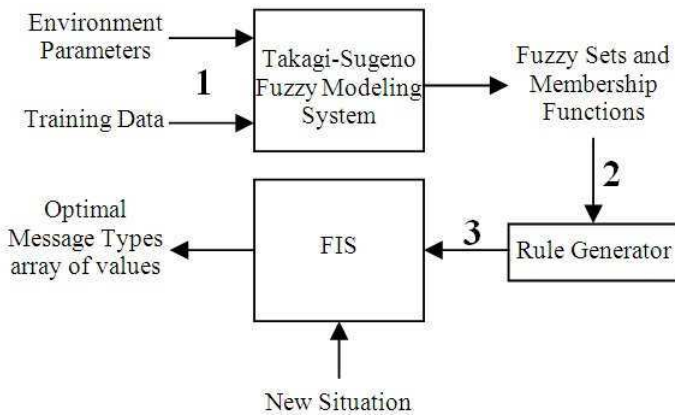 Environment
Parameters
1
Training Data
Takagi-Sugeno
Fuzzy Modeling
System
Fuzzy Sets and
Membership
Functions
2
Optimal
Message Types
array of values
FIS
3
Rule Generator
New Situation